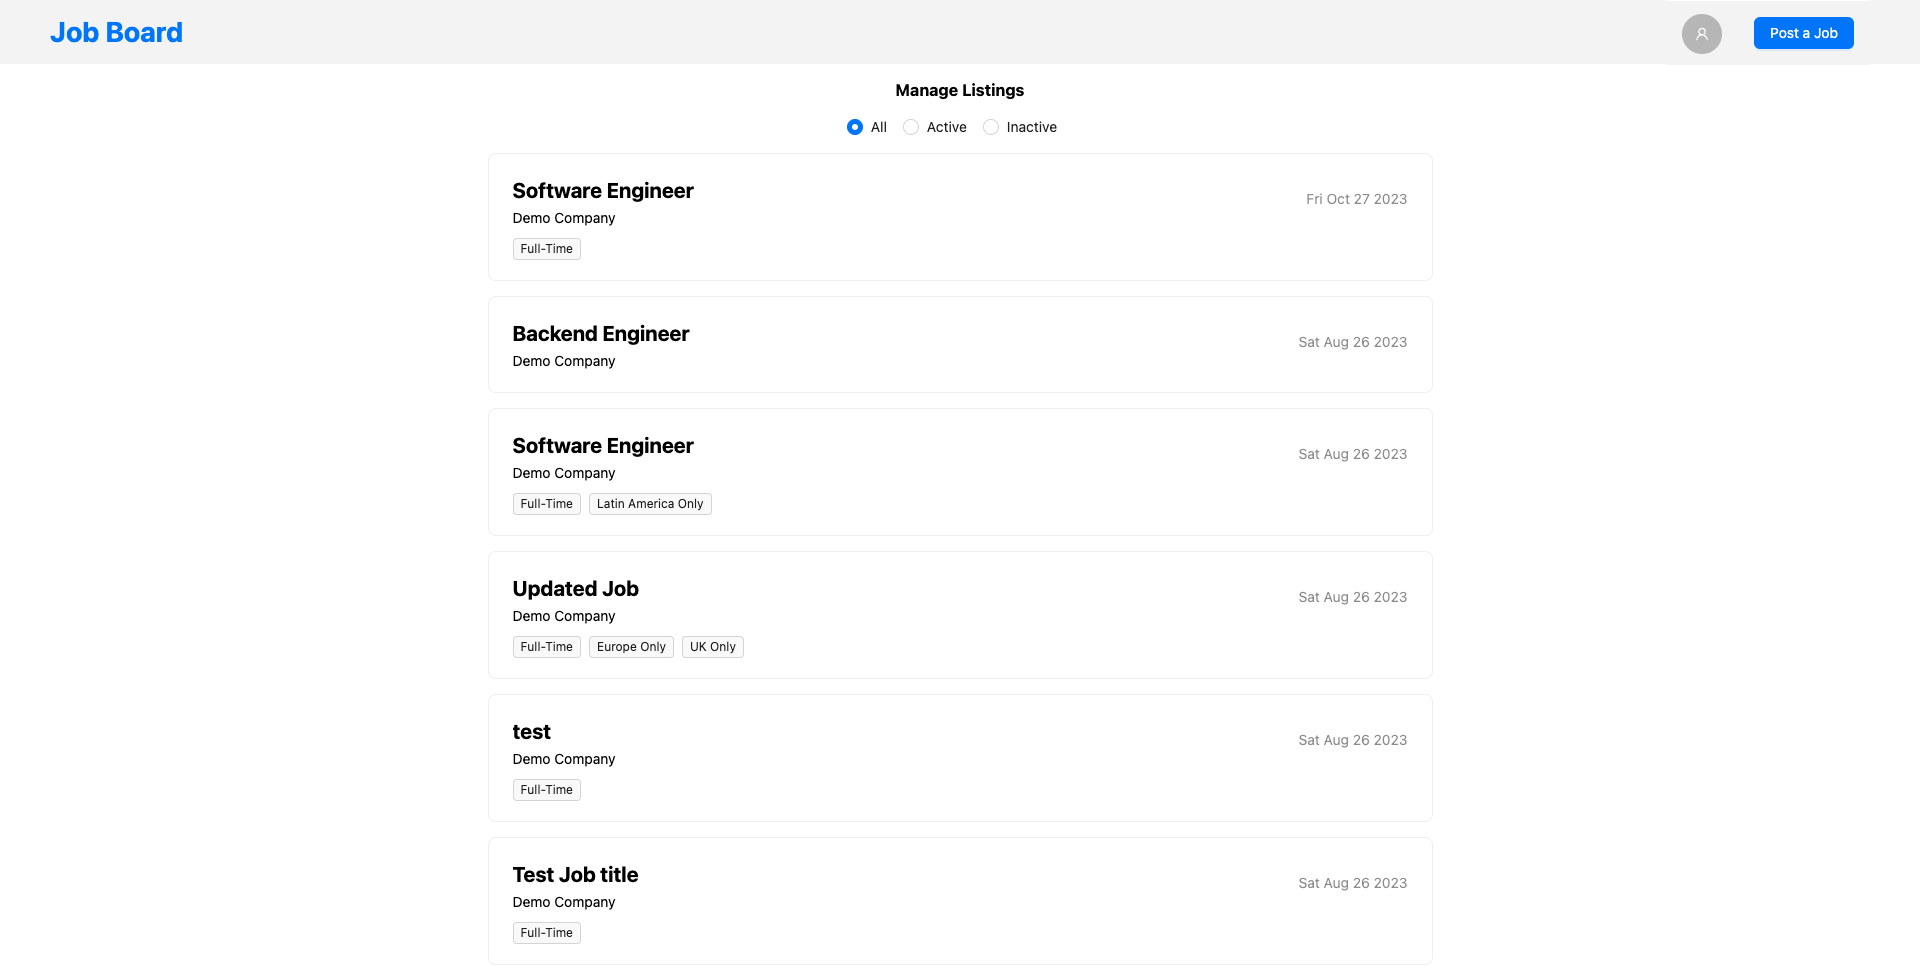 Job Board
Post a Job
Manage Listings
All Active Inactive
Software Engineer
Fri Oct 27 2023
Demo Company
Full-Time
Backend Engineer
Sat Aug 26 2023
Demo Company
Software Engineer
Sat Aug 26 2023
Demo Company
Full-Time Latin America Only
Updated Job
Sat Aug 26 2023
Demo Company
Full-Time Europe Only UK Only
test
Sat Aug 26 2023
Demo Company
Full-Time
Test Job title
Sat Aug 26 2023
Demo Company
Full-Time